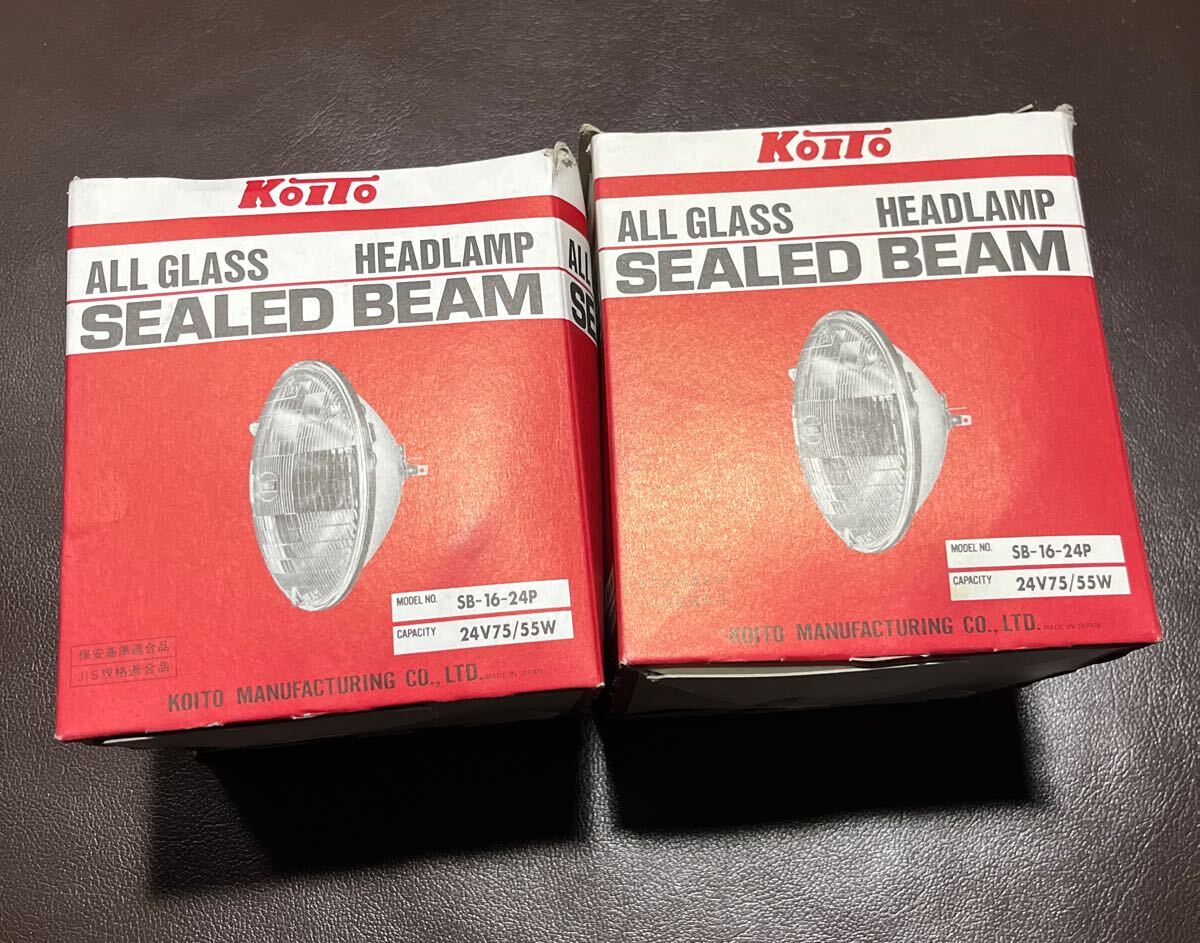 KOITO
ALL GLASS HEADLAMP
SEALED BEAM
MODEL NO. SB-16-24P
CAPACITY 24V75/55W
保安基準適合品
JIS規格適合品
KOITO MANUFACTURING CO., LTD. MADE IN JAPAN
ALL
SE
KOITO
ALL GLASS HEADLAMP
SEALED BEAM
MODEL NO. SB-16-24P
CAPACITY 24V75/55W
KOITO MANUFACTURING CO., LTD. MADE IN JAPAN